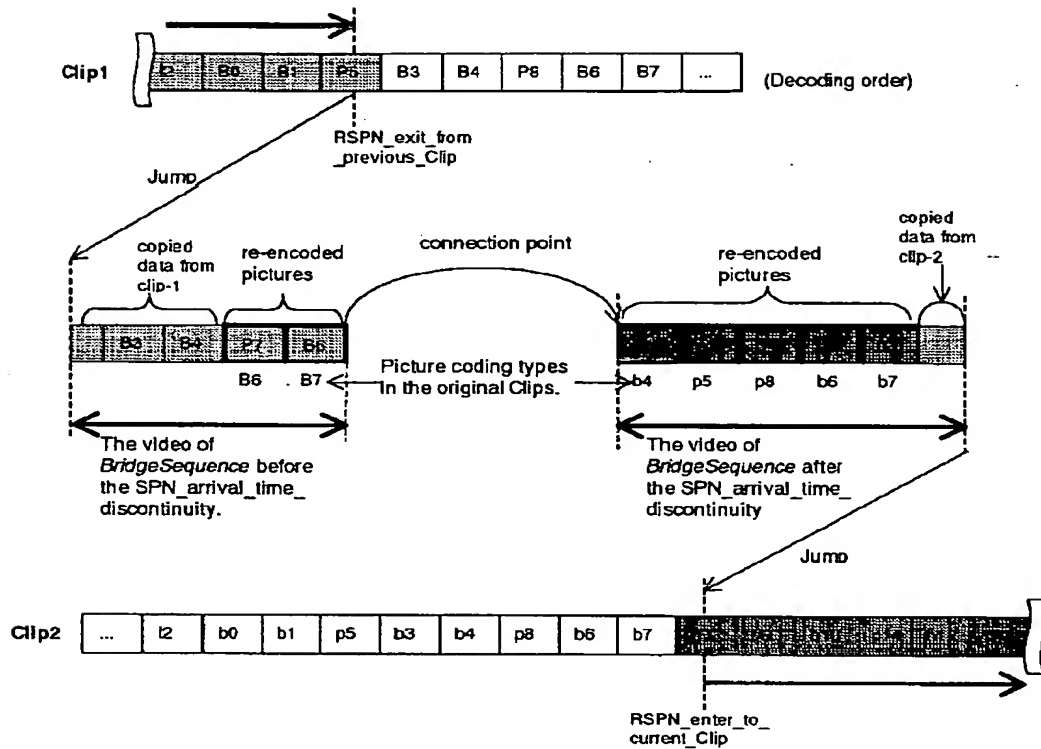 Clip1
I2 B0 B1 P5 B3 B4 P8 B6 B7 ...
(Decoding order)
RSPN_exit_from
_previous_Clip
Jump
copied
data from
clip-1
re-encoded
pictures
connection point
re-encoded
pictures
copied
data from
clip-2
B3 B4 P7 B6
B6 B7
Picture coding types
In the original Clips.
b4 p5 p8 b6 b7
The video of
BridgeSequence before
the SPN_arrival_time_
discontinuity.
The video of
BridgeSequence after
the SPN_arrival_time_
discontinuity
Jump
Clip2
... I2 b0 b1 p5 b3 b4 p8 b6 b7
RSPN_enter_to_
current_Clip